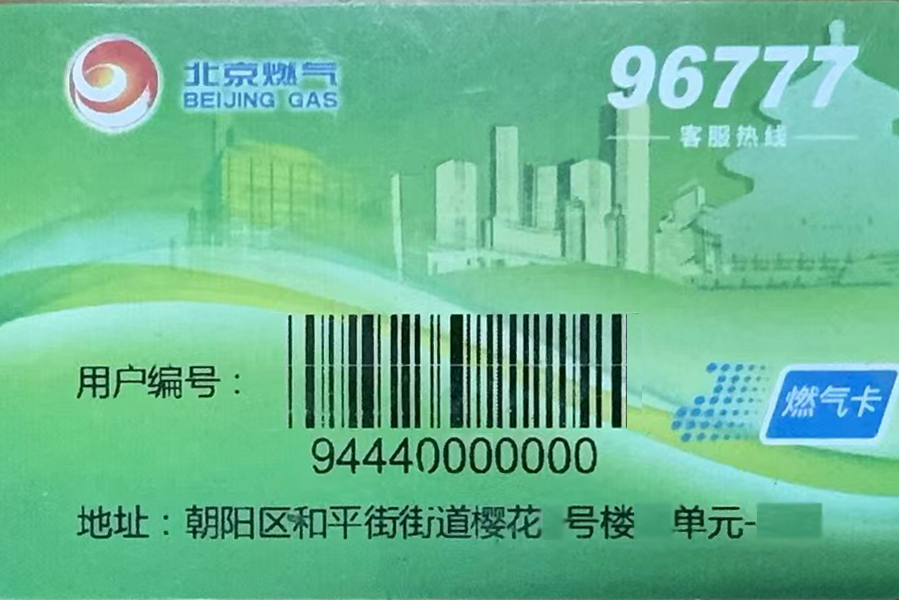 北京燃气
BEIJING GAS
96777
客服热线
用户编号：
94440000000
燃气卡
地址：朝阳区和平街街道樱花 号楼 单元-